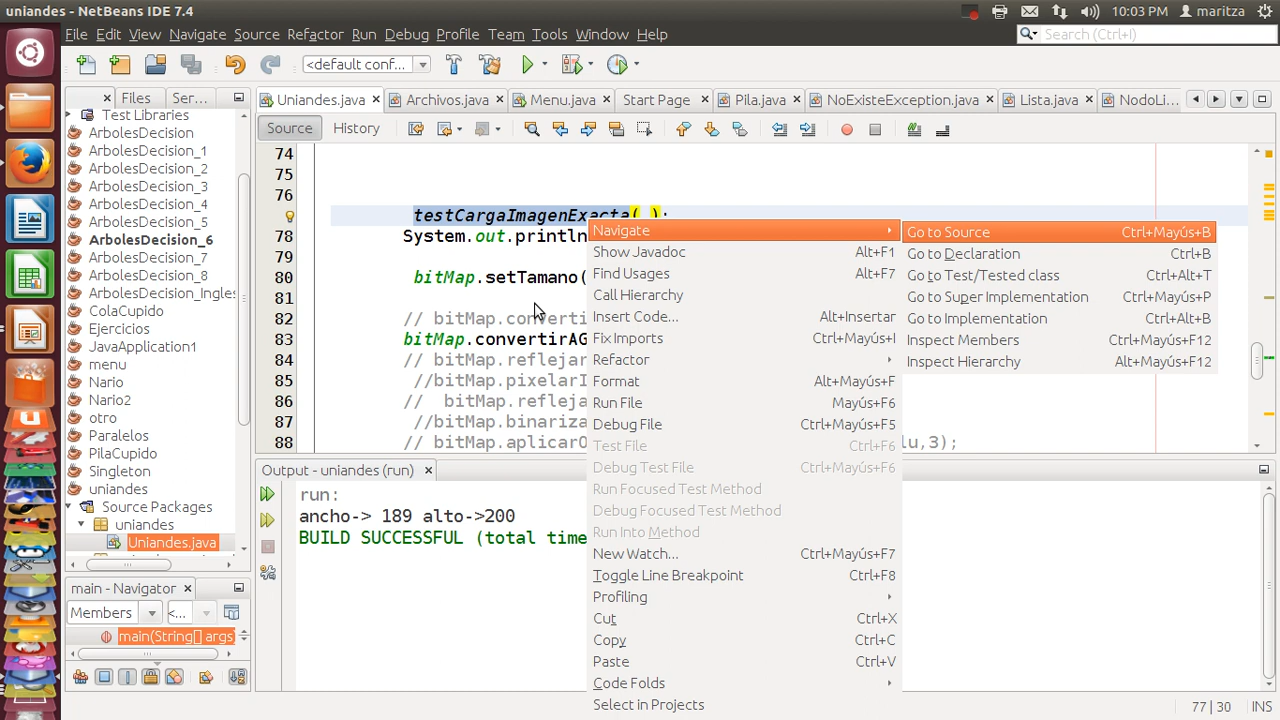 uniandes - NetBeans IDE 7.4
10:03 PM
maritza
File Edit View Navigate Source Refactor Run Debug Profile Team Tools Window Help
Search (Ctrl+I)
<default conf...
Files
Ser...
Uniandes.java
Archivos.java
Menu.java
Start Page
Pila.java
NoExisteException.java
Lista.java
NodoLi...
Source
History
Test Libraries
ArbolesDecision
ArbolesDecision_1
ArbolesDecision_2
ArbolesDecision_3
ArbolesDecision_4
ArbolesDecision_5
ArbolesDecision_6
ArbolesDecision_7
ArbolesDecision_8
ArbolesDecision_Ingles
ColaCupido
Ejercicios
JavaApplication1
menu
Nario
Nario2
otro
Paralelos
PilaCupido
Singleton
uniandes
Source Packages
uniandes
Uniandes.java
main - Navigator
Members
<...
main(String[] args)
74
75
76
testCargaImagenExacta( );
78 System.out.println
80 bitMap.setTamano(
81
82 // bitMap.converti
83 bitMap.convertirAG
84 // bitMap.reflejar
85 //bitMap.pixelarI
86 // bitMap.refleja
87 //bitMap.binariza
88 // bitMap.aplicarO lu,3);
Navigate
Show Javadoc Alt+F1
Find Usages Alt+F7
Call Hierarchy
Insert Code... Alt+Insertar
Fix Imports Ctrl+Mayús+I
Refactor
Format Alt+Mayús+F
Run File Mayús+F6
Debug File Ctrl+Mayús+F5
Test File Ctrl+F6
Debug Test File Ctrl+Mayús+F6
Run Focused Test Method
Debug Focused Test Method
Run Into Method
New Watch... Ctrl+Mayús+F7
Toggle Line Breakpoint Ctrl+F8
Profiling
Cut Ctrl+X
Copy Ctrl+C
Paste Ctrl+V
Code Folds
Select in Projects
Go to Source Ctrl+Mayús+B
Go to Declaration Ctrl+B
Go to Test/Tested class Ctrl+Alt+T
Go to Super Implementation Ctrl+Mayús+P
Go to Implementation Ctrl+Alt+B
Inspect Members Ctrl+Mayús+F12
Inspect Hierarchy Alt+Mayús+F12
Output - uniandes (run)
run:
ancho-> 189 alto->200
BUILD SUCCESSFUL (total time
77 | 30 INS